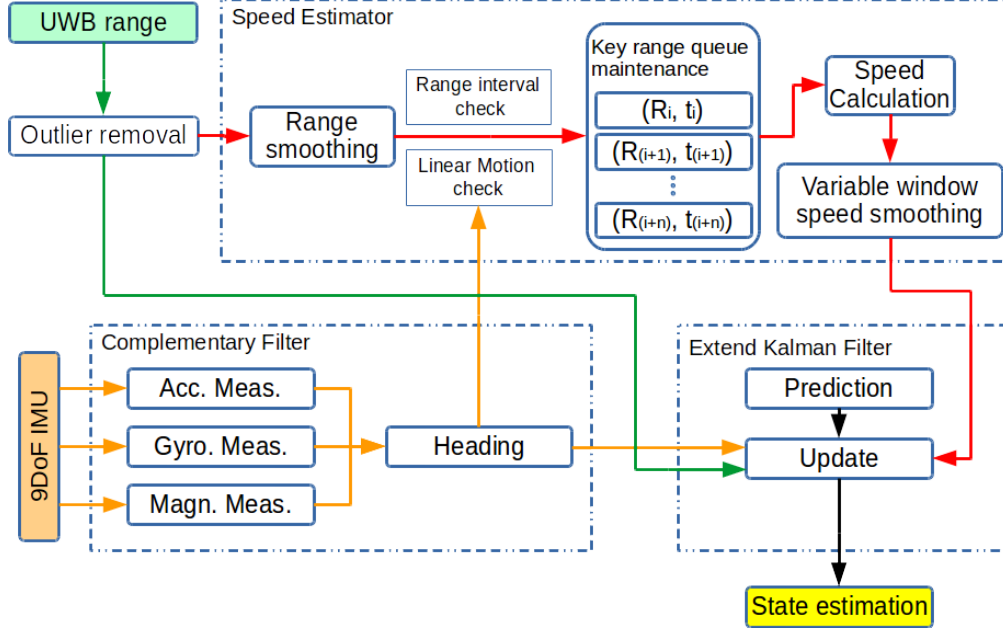 UWB range
Outlier removal
Speed Estimator
Range
smoothing
Range interval
check
Linear Motion
check
Key range queue
maintenance
(Ri, ti)
(R(i+1), t(i+1))
(R(i+n), t(i+n))
Speed
Calculation
Variable window
speed smoothing
Complementary Filter
9DoF IMU
Acc. Meas.
Gyro. Meas.
Magn. Meas.
Heading
Extend Kalman Filter
Prediction
Update
State estimation